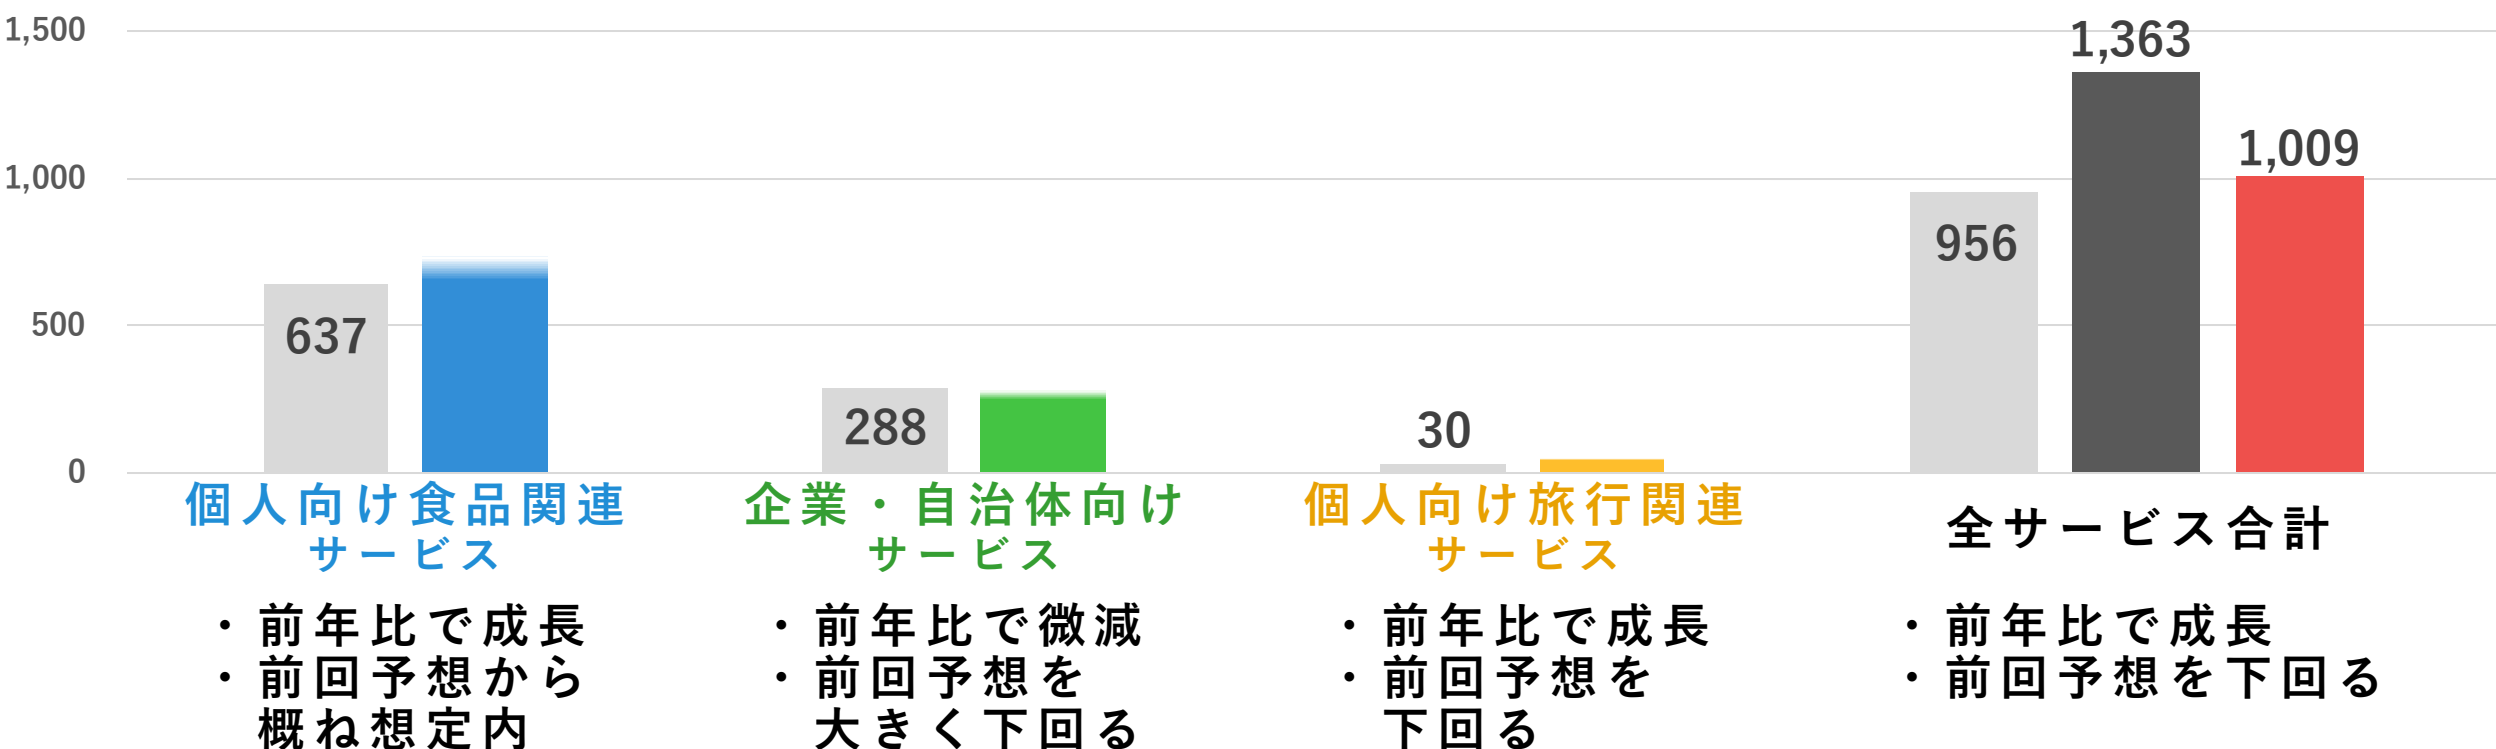 1,500
1,000
500
0
637
288
30
956
1,363
1,009
個人向け食品関連
サービス
・前年比で成長
・前回予想から
概ね想定内
企業・自治体向け
サービス
・前年比で微減
・前回予想を
大きく下回る
個人向け旅行関連
サービス
・前年比で成長
・前回予想を
下回る
全サービス合計
・前年比で成長
・前回予想を下回る